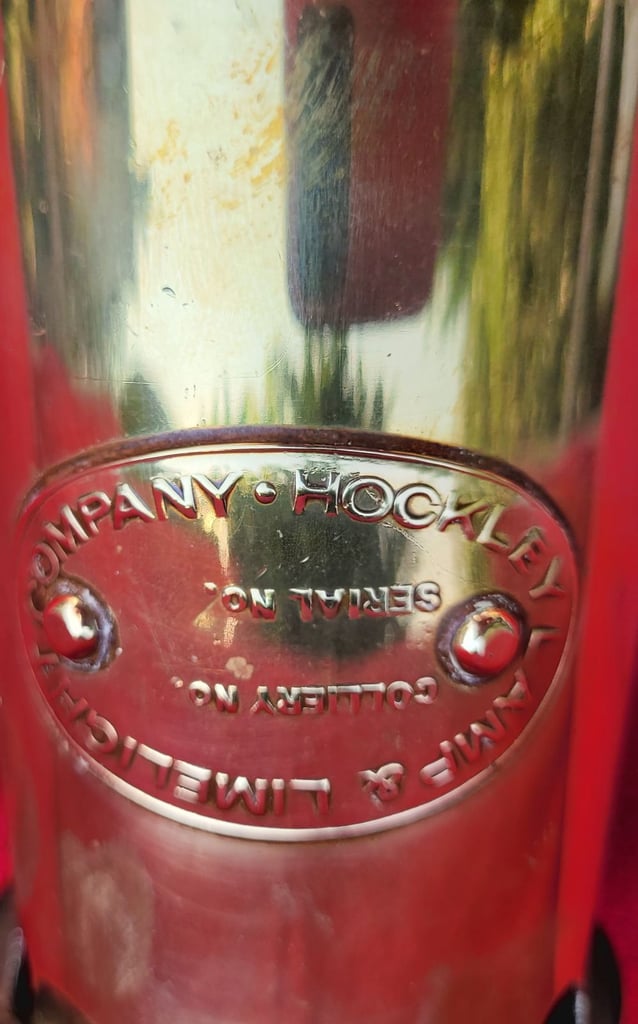 HOCKLEY LAMP & LIMELIGHT COMPANY •
SERIAL NO.
COLLIERY NO.